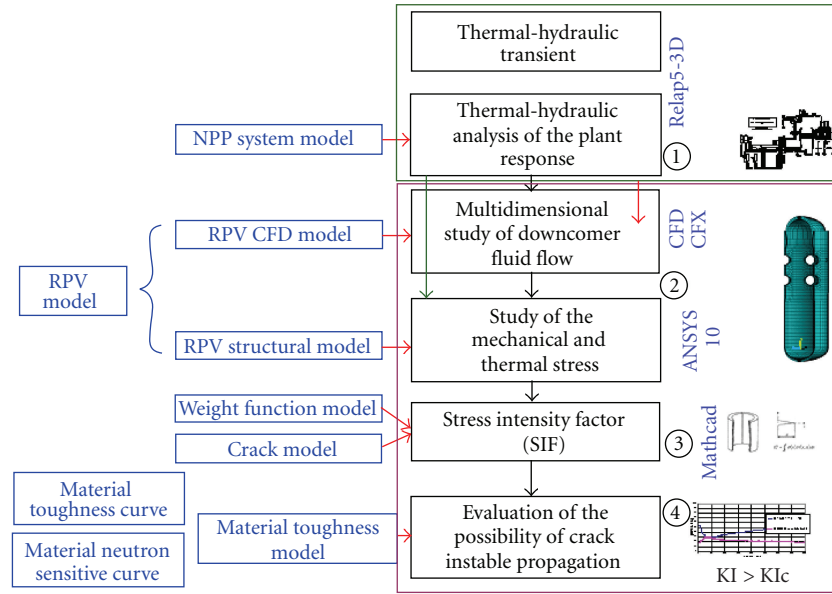 Thermal-hydraulic
transient
Relap5-3D
NPP system model
Thermal-hydraulic
analysis of the plant
response
1
RPV CFD model
Multidimensional
study of downcomer
fluid flow
CFD
CFX
2
RPV
model
RPV structural model
Study of the
mechanical and
thermal stress
ANSYS
10
Weight function model
Crack model
Stress intensity factor
(SIF)
3
Mathcad
Material
toughness curve
Material neutron
sensitive curve
Material toughness
model
Evaluation of the
possibility of crack
instable propagation
4
KI > KIc